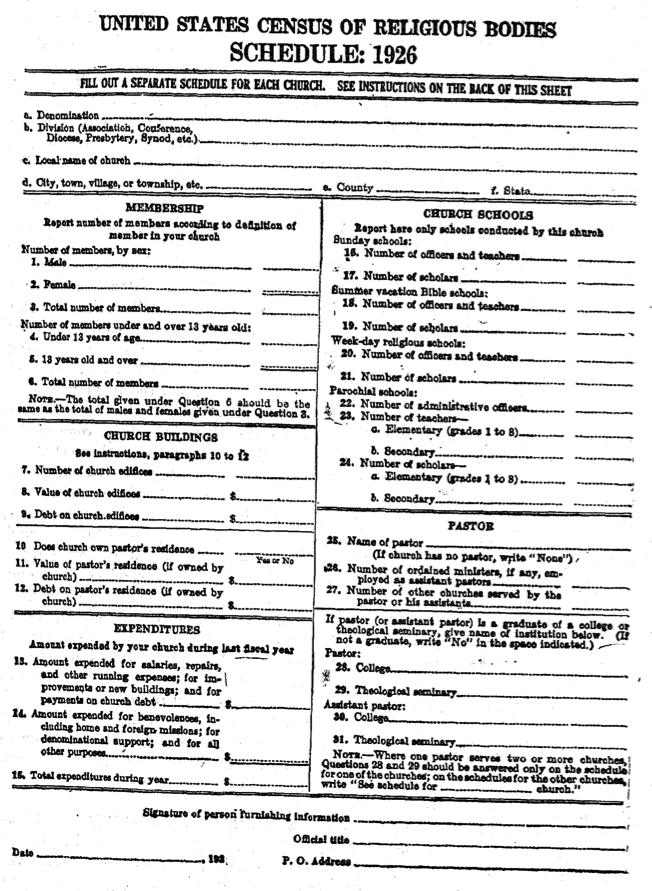 UNITED STATES CENSUS OF RELIGIOUS BODIES
SCHEDULE: 1926
FILL OUT A SEPARATE SCHEDULE FOR EACH CHURCH. SEE INSTRUCTIONS ON THE BACK OF THIS SHEET
a. Denomination
b. Division (Association, Conference,
Diocese, Presbytery, Synod, etc.)
c. Local name of church
d. City, town, village, or township, etc. e. County f. State
MEMBERSHIP
Report number of members according to definition of
member in your church
Number of members, by sex:
1. Male
2. Female
3. Total number of members
Number of members under and over 13 years old:
4. Under 13 years of age
5. 13 years old and over
6. Total number of members
NOTE.—The total given under Question 6 should be the
same as the total of males and females given under Question 3.
CHURCH BUILDINGS
See instructions, paragraphs 10 to 12
7. Number of church edifices
8. Value of church edifices $
9. Debt on church edifices $
10 Does church own pastor's residence
Yes or No
11. Value of pastor's residence (if owned by
church) $
12. Debt on pastor's residence (if owned by
church) $
EXPENDITURES
Amount expended by your church during last fiscal year
13. Amount expended for salaries, repairs,
and other running expenses; for im-
provements or new buildings; and for
payments on church debt $
14. Amount expended for benevolences, in-
cluding home and foreign missions; for
denominational support; and for all
other purposes $
15. Total expenditures during year $
CHURCH SCHOOLS
Report here only schools conducted by this church
Sunday schools:
16. Number of officers and teachers
17. Number of scholars
Summer vacation Bible schools:
18. Number of officers and teachers
19. Number of scholars
Week-day religious schools:
20. Number of officers and teachers
21. Number of scholars
Parochial schools:
22. Number of administrative officers
23. Number of teachers—
a. Elementary (grades 1 to 8)
b. Secondary
24. Number of scholars—
a. Elementary (grades 1 to 8)
b. Secondary
PASTOR
25. Name of pastor
(If church has no pastor, write "None")
26. Number of ordained ministers, if any, em-
ployed as assistant pastors
27. Number of other churches served by the
pastor or his assistants
If pastor (or assistant pastor) is a graduate of a college or
theological seminary, give name of institution below. (If
not a graduate, write "No" in the space indicated.)
Pastor:
28. College
29. Theological seminary
Assistant pastor:
30. College
31. Theological seminary
NOTE.—Where one pastor serves two or more churches,
Questions 28 and 29 should be answered only on the schedule
for one of the churches; on the schedules for the other churches,
write "See schedule for church."
Signature of person furnishing information
Official title
Date , 192 P. O. Address